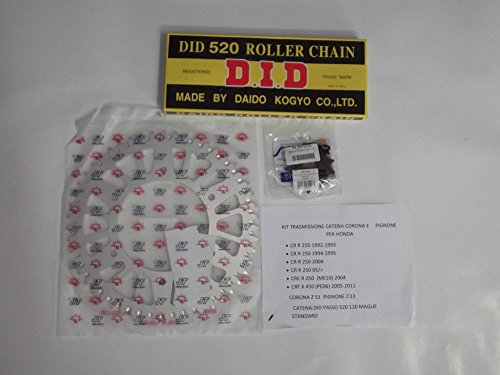 DID 520 ROLLER CHAIN
REGISTERED D.I.D TRADE MARK
MADE BY DAIDO KOGYO CO.,LTD.
JT
KIT TRASMISSIONE CATENA CORONA E PIGNONE
PER HONDA
CR R 250 1992-1993
CR R 250 1994-1995
CR R 250 2004
CR R 250 05/>
CRE R 250 (ME10) 2004
CRF X 450 (PE06) 2005-2011
CORONA Z 51 PIGNONE Z 13
CATENA DID PASSO 520 120 MAGLIE
STANDARD